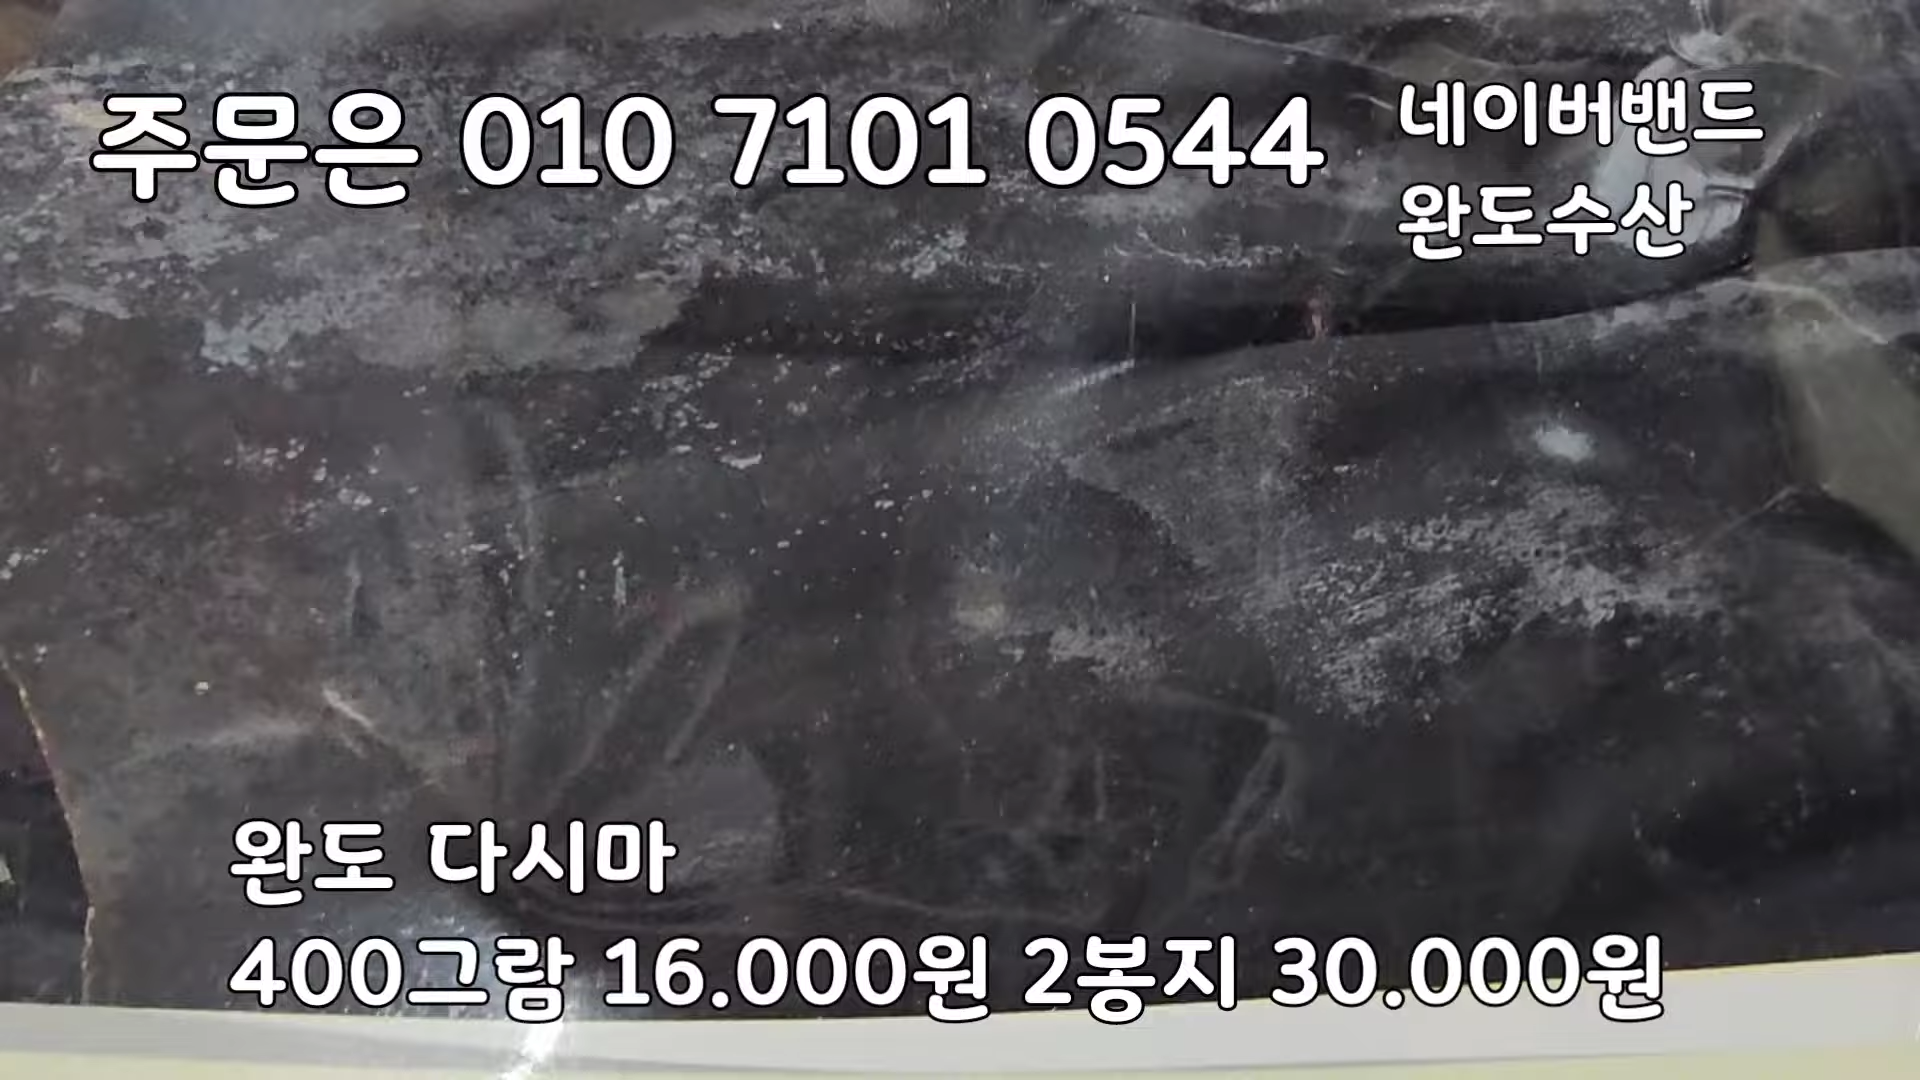 주문은 010 7101 0544
네이버밴드
완도수산
완도 다시마
400그람 16.000원 2봉지 30.000원